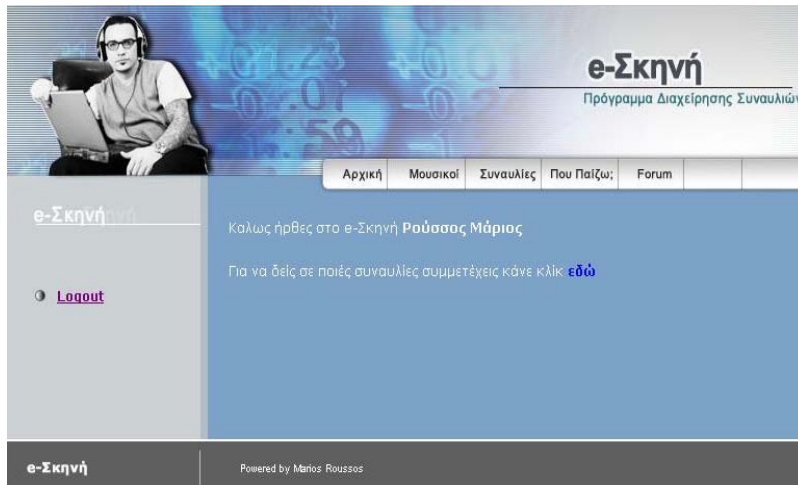 e-Σκηνή
Πρόγραμμα Διαχείρησης Συναυλιών
Αρχική Μουσικοί Συναυλίες Που Παίζω; Forum
e-Σκηνή
Καλως ήρθες στο e-Σκηνή Ρούσσος Μάριος
Για να δείς σε ποιές συναυλίες συμμετέχεις κάνε κλίκ εδώ
Logout
e-Σκηνή
Powered by Marios Roussos